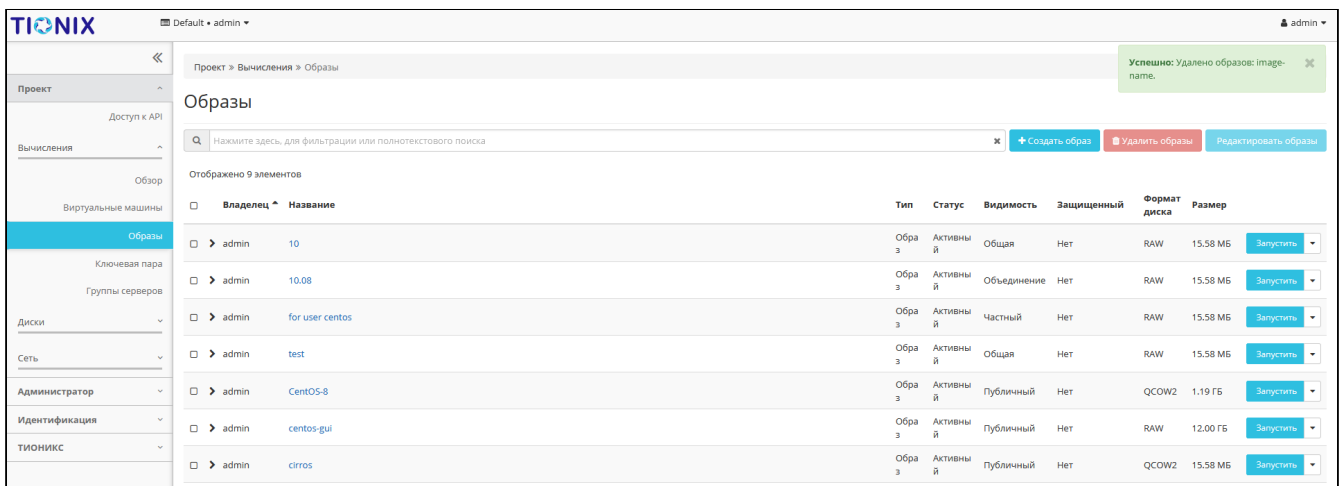 TIONIX
Default • admin
admin
Проект » Вычисления » Образы
Успешно: Удалено образов: image-
name.
Проект
Доступ к API
Вычисления
Обзор
Виртуальные машины
Образы
Ключевая пара
Группы серверов
Диски
Сеть
Администратор
Идентификация
ТИОНИКС
Образы
Нажмите здесь, для фильтрации или полнотекстового поиска
Создать образ
Удалить образы
Редактировать образы
Отображено 9 элементов
Владелец Название Тип Статус Видимость Защищенный Формат
диска Размер
admin 10 Обра Активны Общая Нет RAW 15.58 МБ Запустить
з й
admin 10.08 Обра Активны Объединение Нет RAW 15.58 МБ Запустить
з й
admin for user centos Обра Активны Частный Нет RAW 15.58 МБ Запустить
з й
admin test Обра Активны Общая Нет RAW 15.58 МБ Запустить
з й
admin CentOS-8 Обра Активны Публичный Нет QCOW2 1.19 ГБ Запустить
з й
admin centos-gui Обра Активны Публичный Нет RAW 12.00 ГБ Запустить
з й
admin cirros Обра Активны Публичный Нет QCOW2 15.58 МБ Запустить
з й